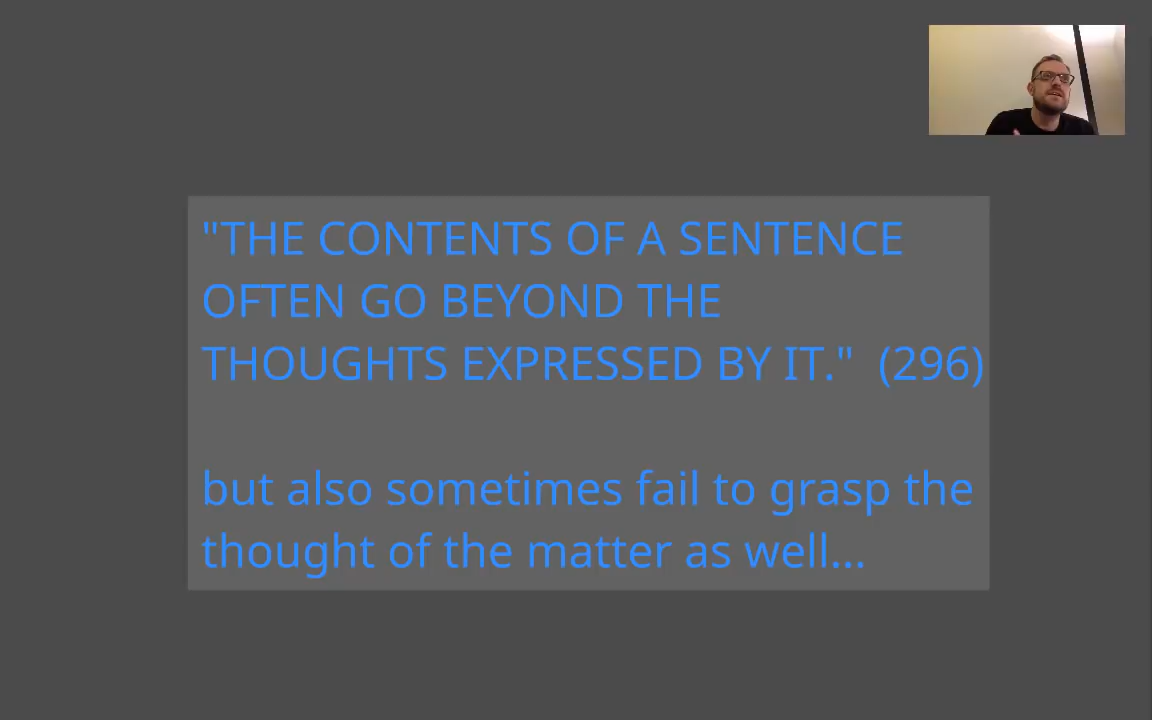 "THE CONTENTS OF A SENTENCE
OFTEN GO BEYOND THE
THOUGHTS EXPRESSED BY IT." (296)
but also sometimes fail to grasp the
thought of the matter as well...